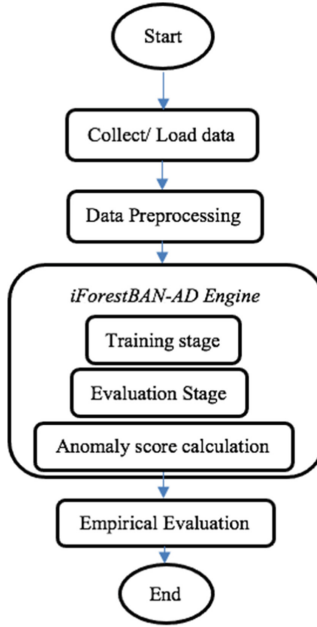 Start
Collect/ Load data
Data Preprocessing
iForestBAN-AD Engine
Training stage
Evaluation Stage
Anomaly score calculation
Empirical Evaluation
End